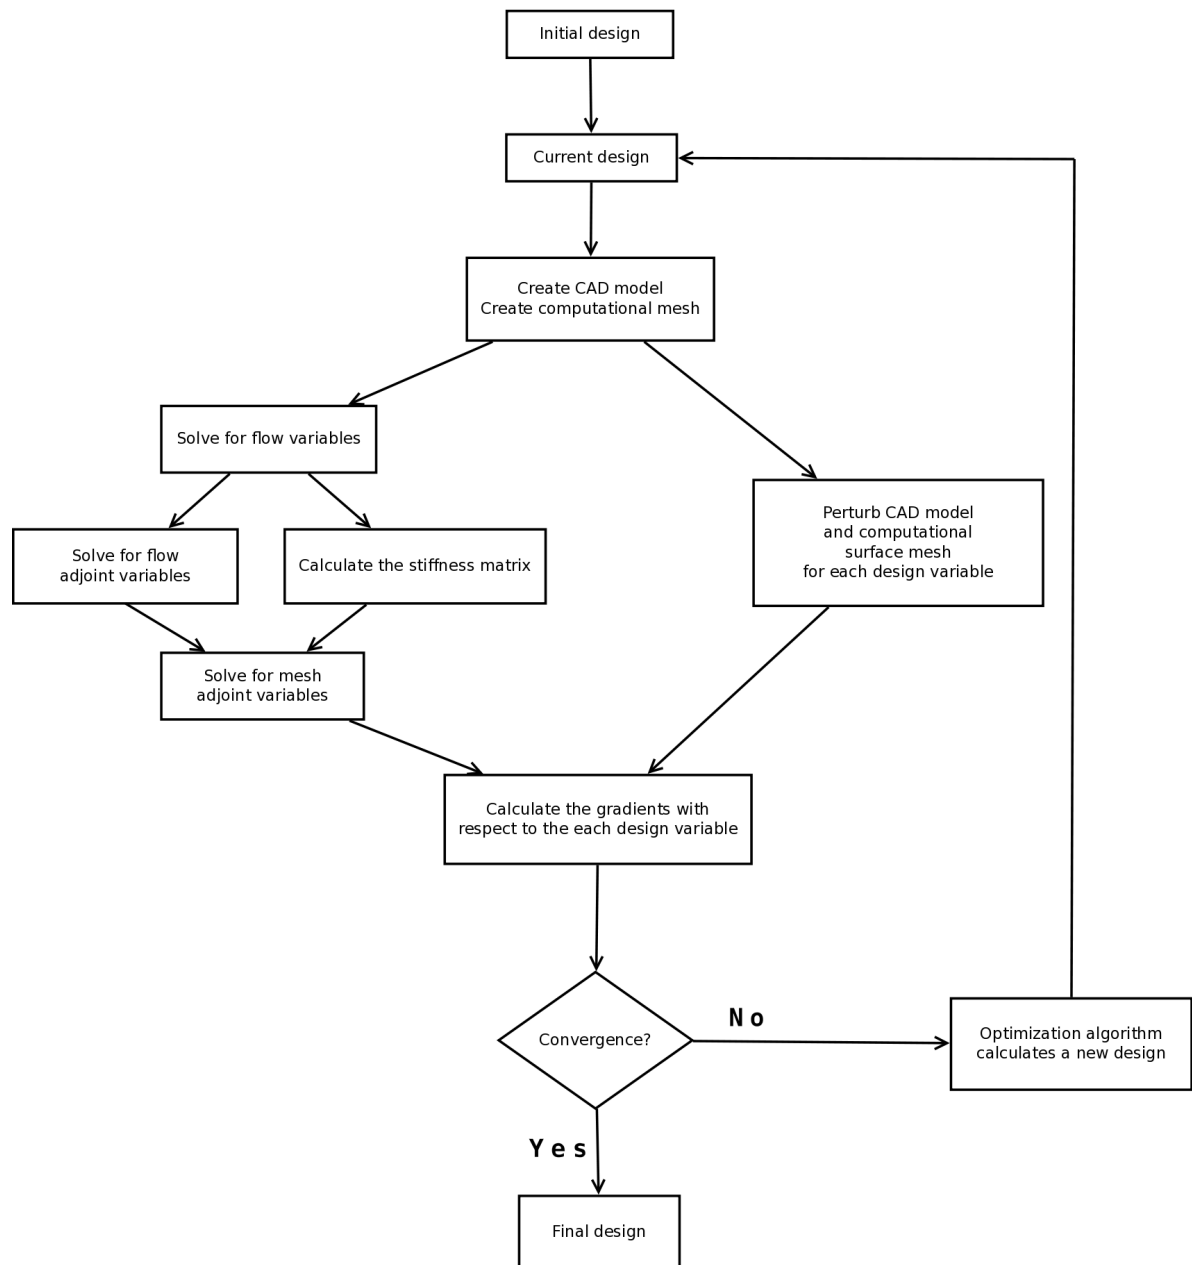 Initial design
Current design
Create CAD model
Create computational mesh
Solve for flow variables
Solve for flow
adjoint variables
Calculate the stiffness matrix
Perturb CAD model
and computational
surface mesh
for each design variable
Solve for mesh
adjoint variables
Calculate the gradients with
respect to the each design variable
Convergence?
No
Optimization algorithm
calculates a new design
Yes
Final design